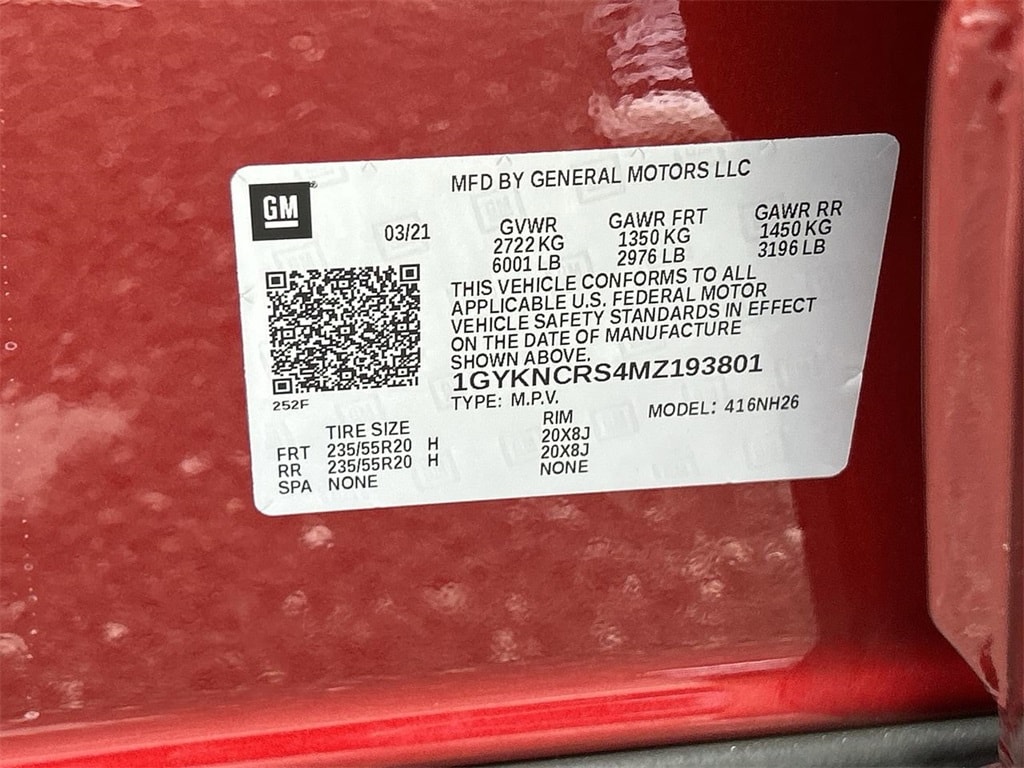 GM
MFD BY GENERAL MOTORS LLC
03/21
GVWR
2722 KG
6001 LB
GAWR FRT
1350 KG
2976 LB
GAWR RR
1450 KG
3196 LB
THIS VEHICLE CONFORMS TO ALL
APPLICABLE U.S. FEDERAL MOTOR
VEHICLE SAFETY STANDARDS IN EFFECT
ON THE DATE OF MANUFACTURE
SHOWN ABOVE.
1GYKNCRS4MZ193801
TYPE: M.P.V.
MODEL: 416NH26
252F
TIRE SIZE RIM
FRT 235/55R20 H 20X8J
RR 235/55R20 H 20X8J
SPA NONE NONE